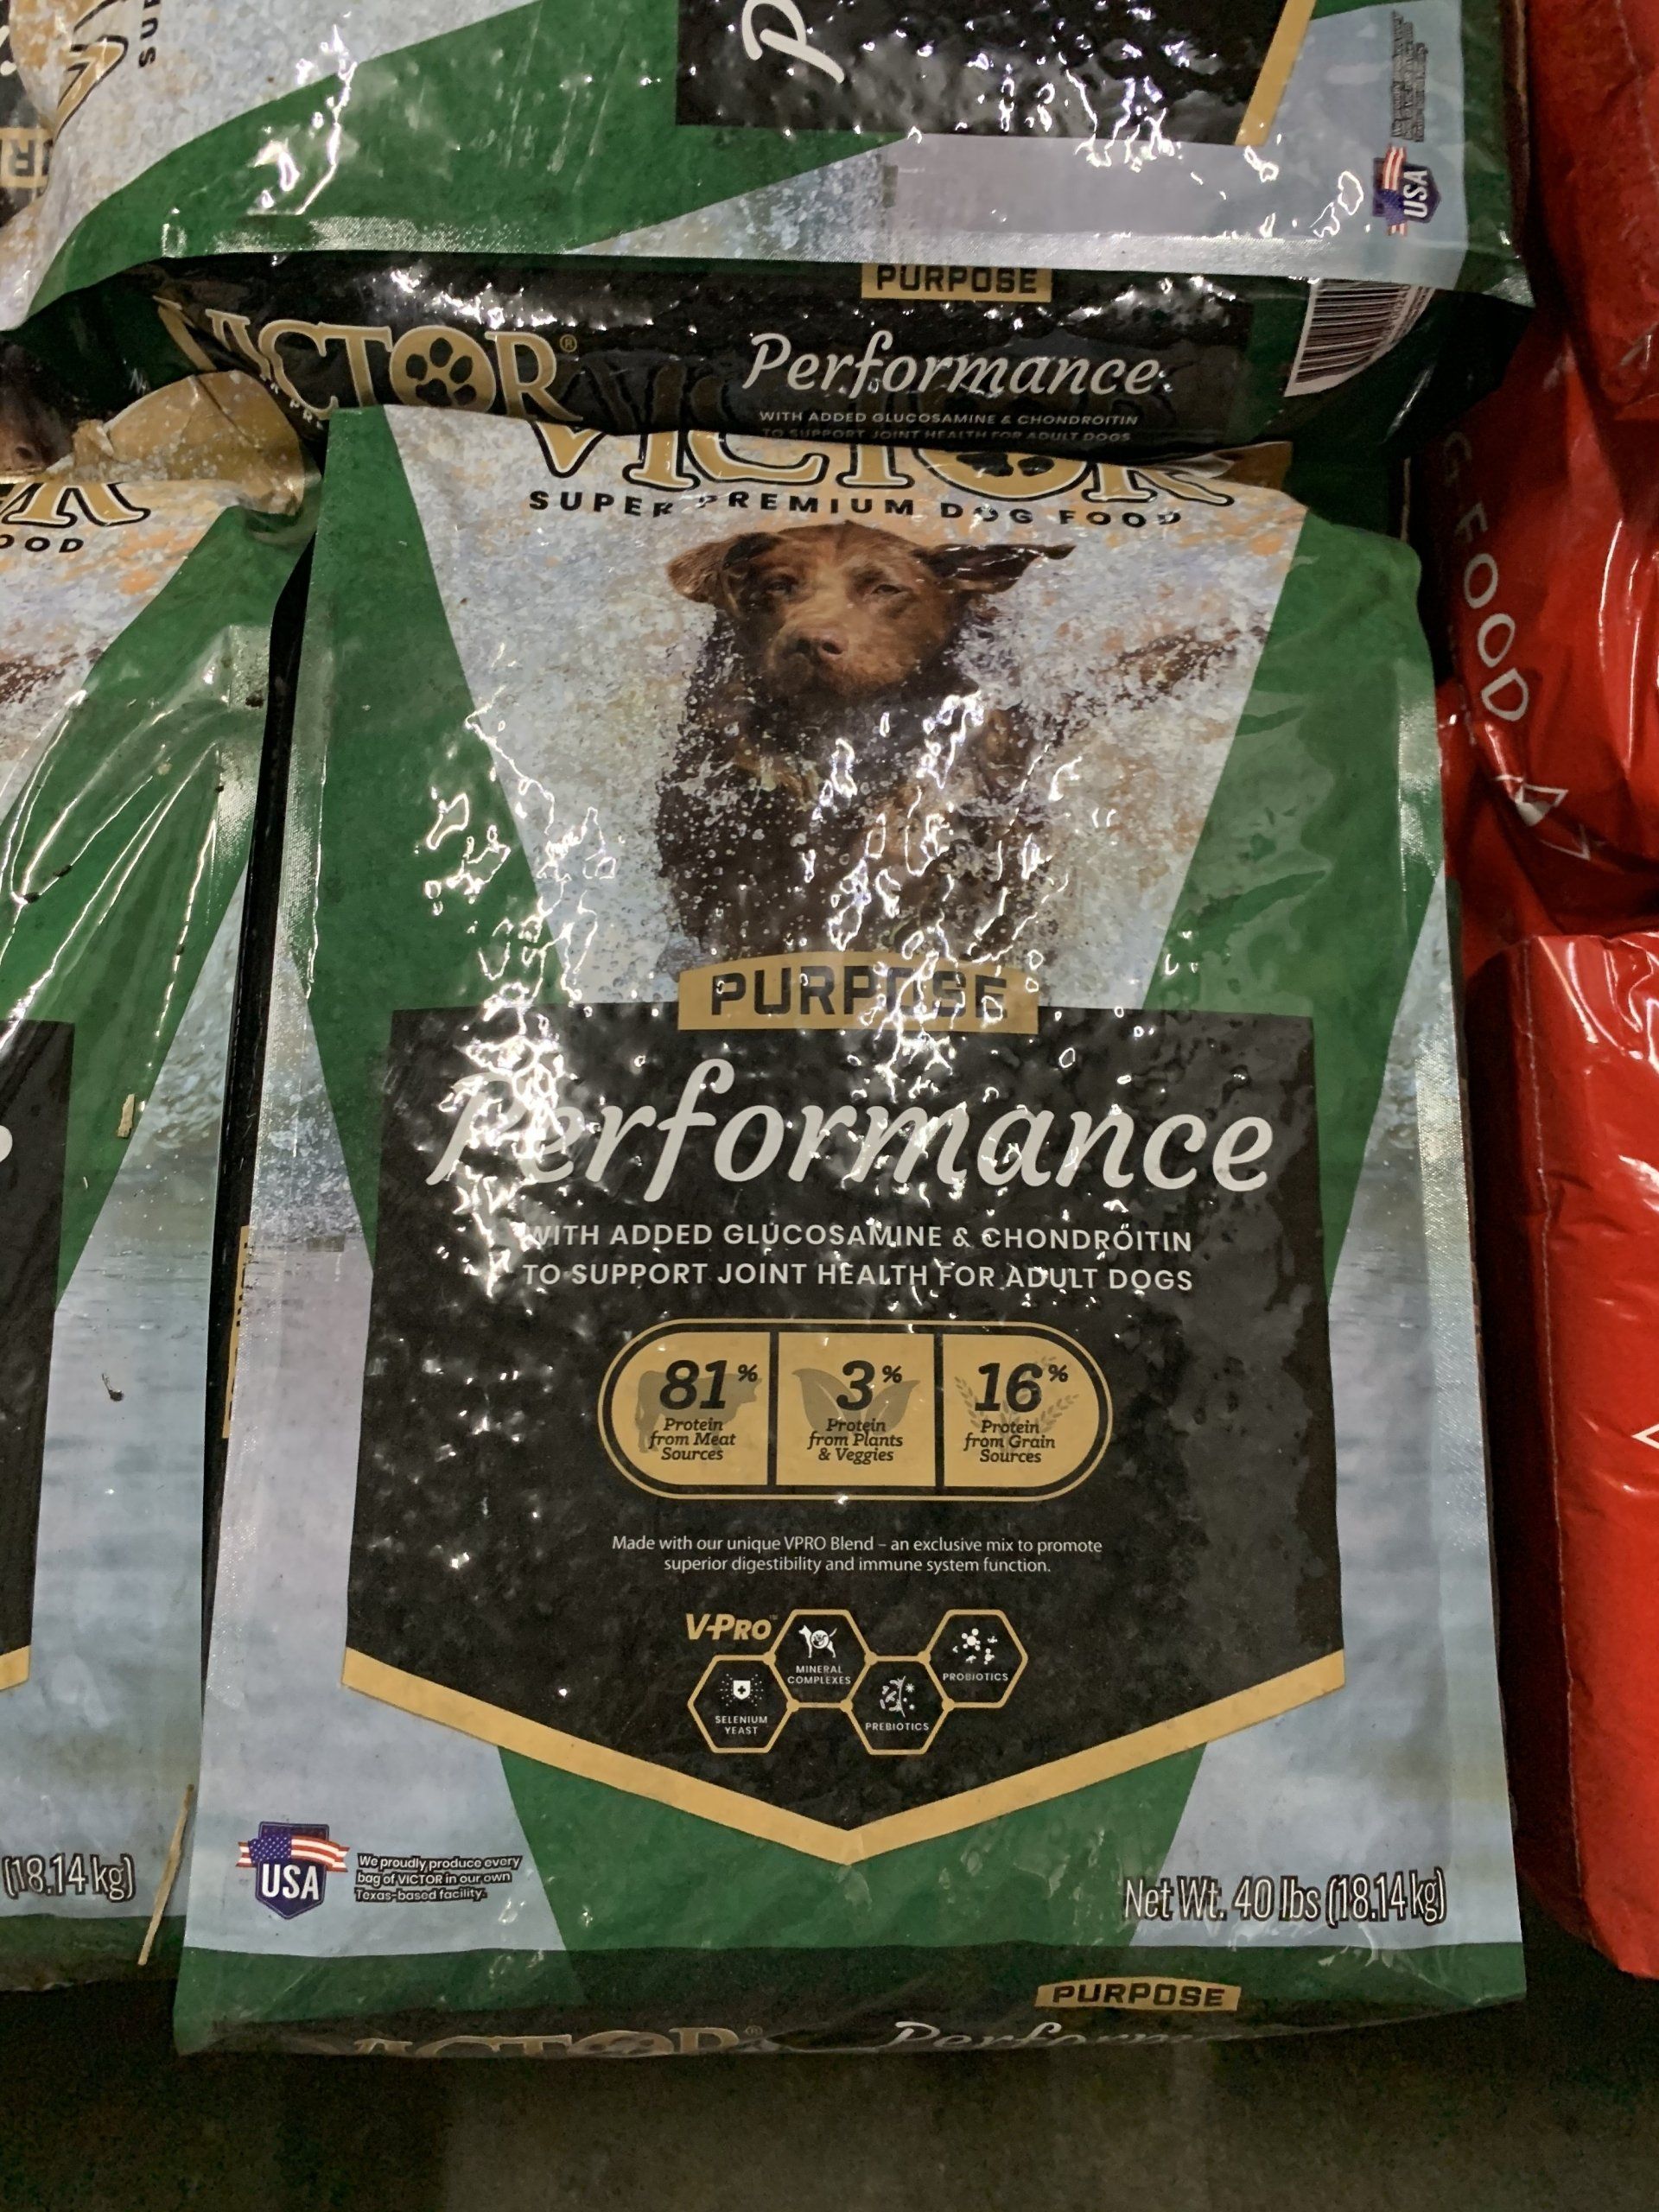 PURPOSE
VICTOR®
Performance
WITH ADDED GLUCOSAMINE & CHONDROITIN
TO SUPPORT JOINT HEALTH FOR ADULT DOGS
USA
VICTOR
SUPER PREMIUM DOG FOOD
PURPOSE
Performance
WITH ADDED GLUCOSAMINE & CHONDROITIN
TO SUPPORT JOINT HEALTH FOR ADULT DOGS
81% 3% 16%
Protein from Meat Sources
Protein from Plants & Veggies
Protein from Grain Sources
Made with our unique VPRO Blend – an exclusive mix to promote
superior digestibility and immune system function.
V-PRO™
MINERAL COMPLEXES
PROBIOTICS
SELENIUM YEAST
PREBIOTICS
USA
We proudly produce every
bag of VICTOR in our own
Texas-based facility.
Net Wt. 40 lbs (18.14 kg)
PURPOSE
VICTOR®
(18.14 kg)
FOOD